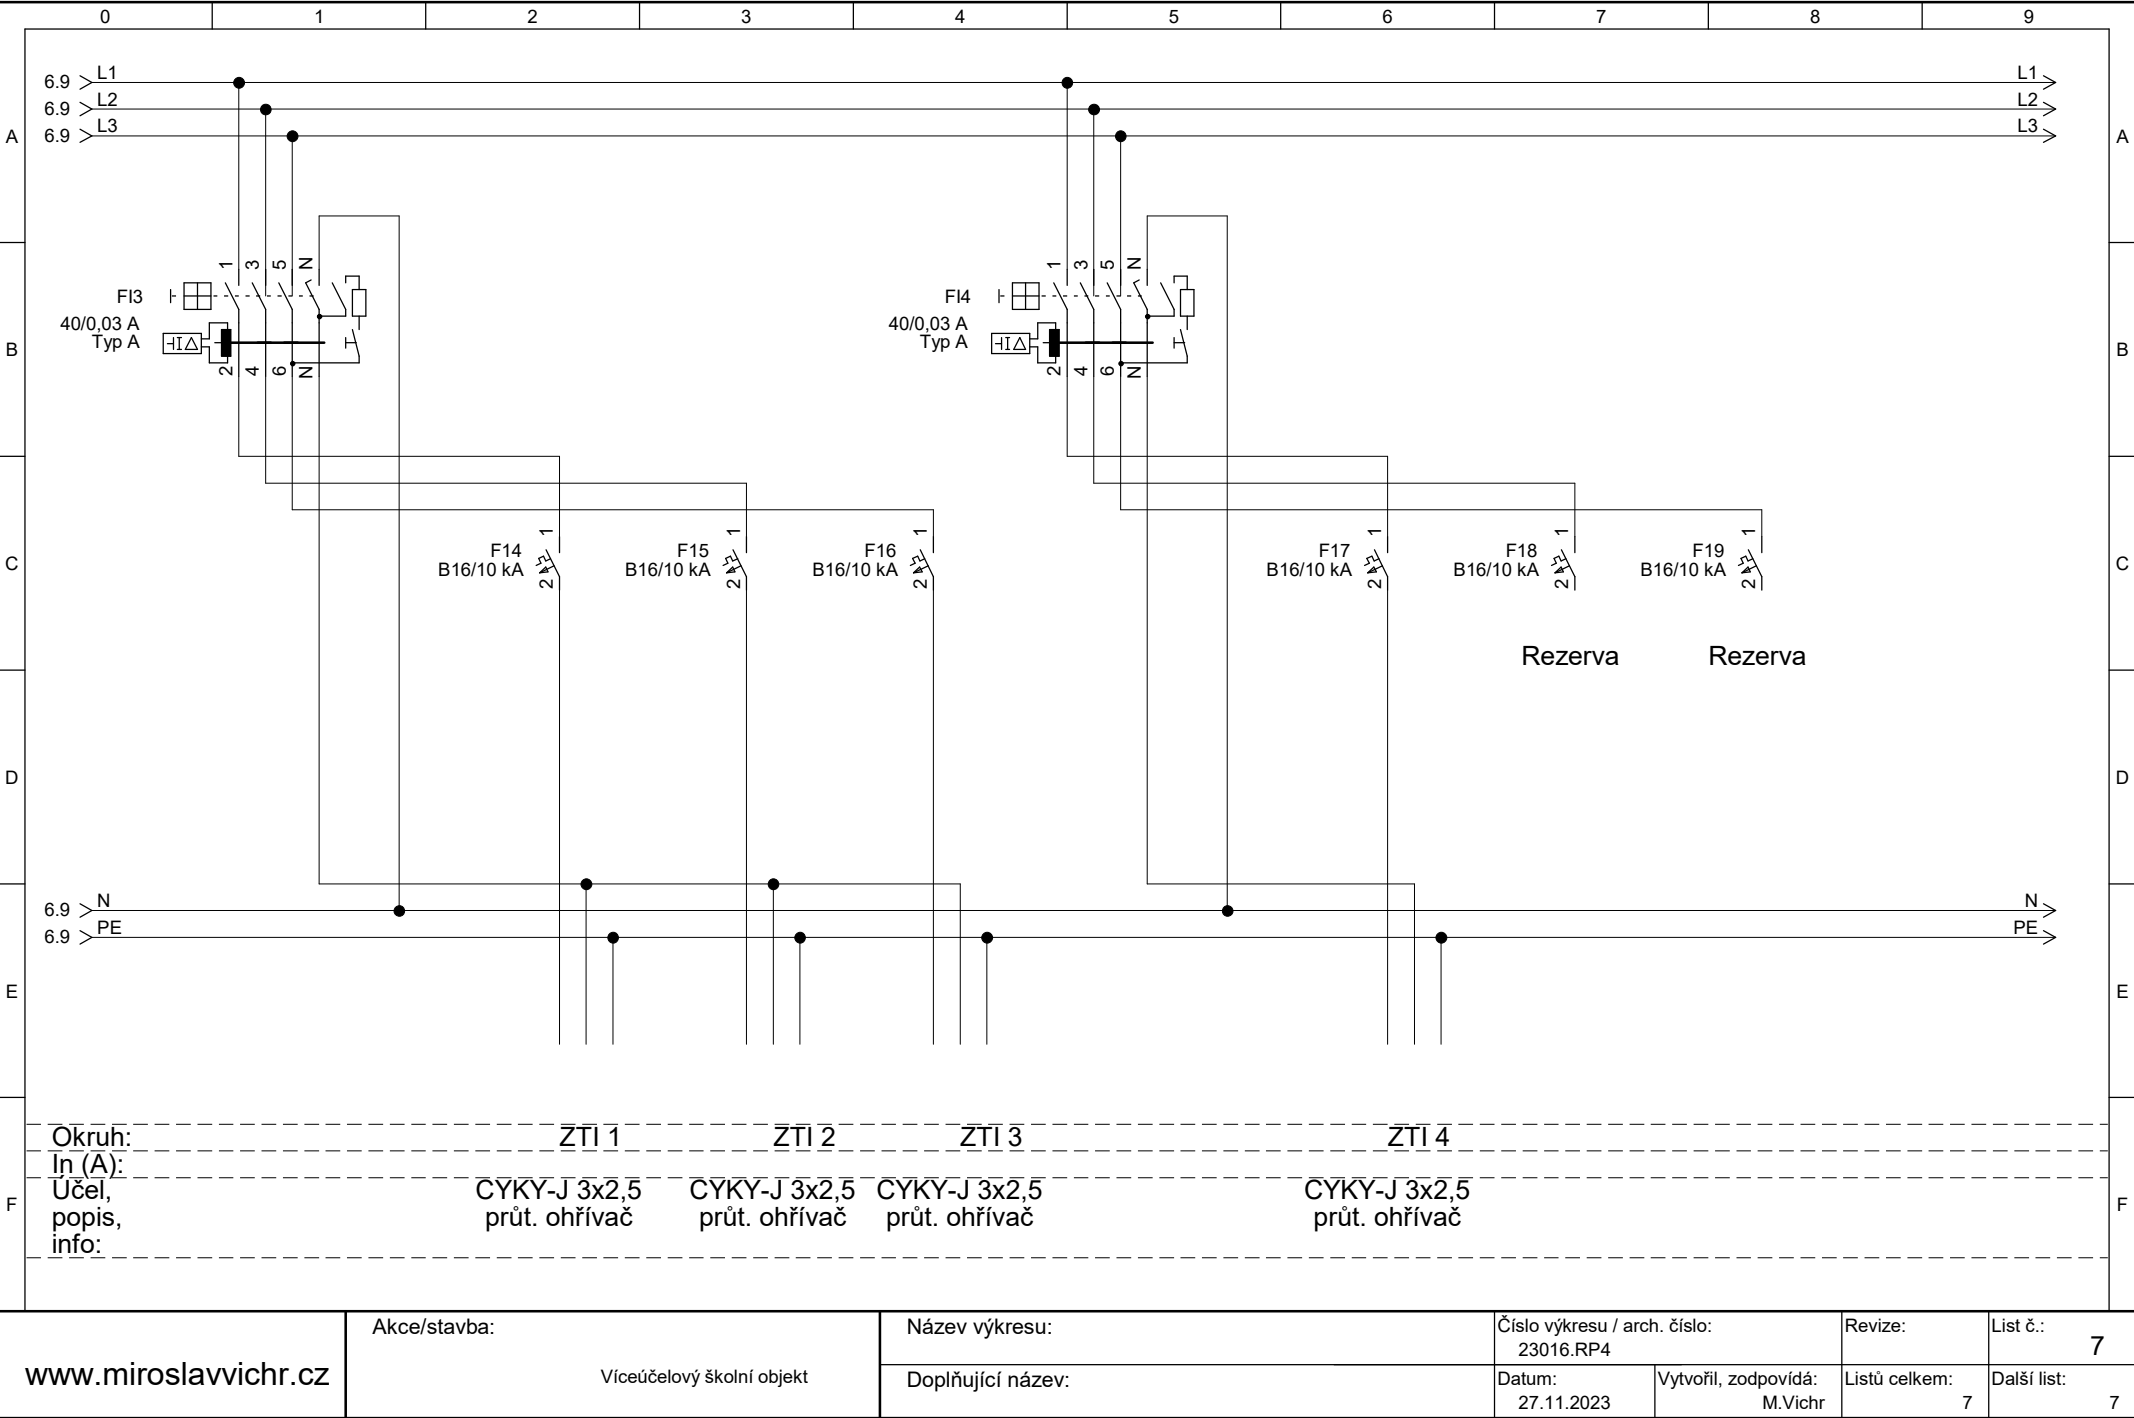 0 1 2 3 4 5 6 7 8 9
6.9 L1 L1
6.9 L2 L2
6.9 L3 L3
A A
1 3 5 N 1 3 5 N
FI3 FI4
40/0,03 A 40/0,03 A
Typ A Typ A
B B
2 4 6 N 2 4 6 N
1 1 1 1 1 1
F14 F15 F16 F17 F18 F19
B16/10 kA B16/10 kA B16/10 kA B16/10 kA B16/10 kA B16/10 kA
C C
2 2 2 2 2 2
Rezerva Rezerva
D D
6.9 N N
6.9 PE PE
E E
Okruh: ZTI 1 ZTI 2 ZTI 3 ZTI 4
In (A):
Účel, CYKY-J 3x2,5 CYKY-J 3x2,5 CYKY-J 3x2,5 CYKY-J 3x2,5
F F
popis, průt. ohřívač průt. ohřívač průt. ohřívač průt. ohřívač
info:
www.miroslavvichr.cz
Akce/stavba:
Víceúčelový školní objekt
Název výkresu:
Doplňující název:
Číslo výkresu / arch. číslo:
23016.RP4
Revize:
List č.:
7
Datum:
27.11.2023
Vytvořil, zodpovídá:
M.Vichr
Listů celkem:
7
Další list:
7